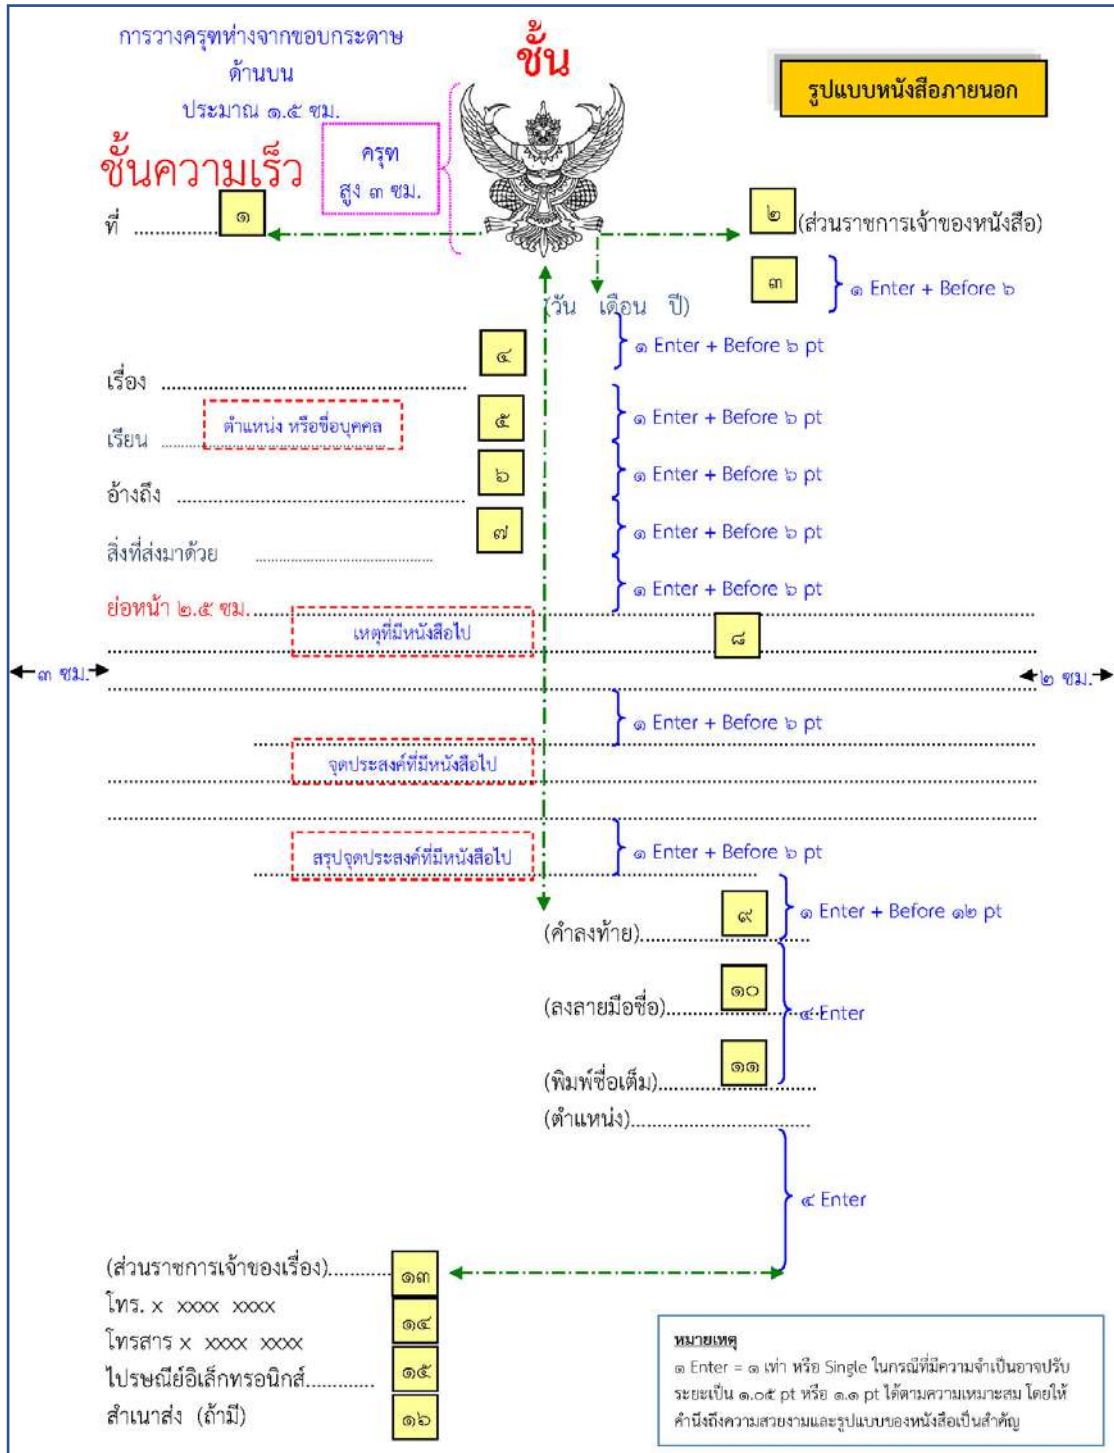 การวางครุฑห่างจากขอบกระดาษ
ด้านบน
ประมาณ ๑.๕ ซม.
ชั้น
รูปแบบหนังสือภายนอก
ชั้นความเร็ว
ครุฑ
สูง ๓ ซม.
ที่ ............ ๑
๒ (ส่วนราชการเจ้าของหนังสือ)
๓ ๑ Enter + Before ๖
(วัน เดือน ปี)
๔ ๑ Enter + Before ๖ pt
เรื่อง ............................................................
๕ ๑ Enter + Before ๖ pt
เรียน ............ ตำแหน่ง หรือชื่อบุคคล
๖ ๑ Enter + Before ๖ pt
อ้างถึง ............................................................
๗ ๑ Enter + Before ๖ pt
สิ่งที่ส่งมาด้วย ........................................
๑ Enter + Before ๖ pt
ย่อหน้า ๒.๕ ซม.
เหตุที่มีหนังสือไป ๘
๓ ซม. ๒ ซม.
๑ Enter + Before ๖ pt
จุดประสงค์ที่มีหนังสือไป
สรุปจุดประสงค์ที่มีหนังสือไป ๑ Enter + Before ๖ pt
๙ ๑ Enter + Before ๑๒ pt
(คำลงท้าย)..............................
๑๐
(ลงลายมือชื่อ).............................. ๔ Enter
๑๑
(พิมพ์ชื่อเต็ม)..............................
(ตำแหน่ง)..............................
๔ Enter
(ส่วนราชการเจ้าของเรื่อง).......... ๑๓
โทร. x xxxx xxxx ๑๔
โทรสาร x xxxx xxxx
ไปรษณีย์อิเล็กทรอนิกส์........... ๑๕
สำเนาส่ง (ถ้ามี) ๑๖
หมายเหตุ
๑ Enter = ๑ เท่า หรือ Single ในกรณีที่มีความจำเป็นอาจปรับ
ระยะเป็น ๑.๐๕ pt หรือ ๑.๑ pt ได้ตามความเหมาะสม โดยให้
คำนึงถึงความสวยงามและรูปแบบของหนังสือเป็นสำคัญ